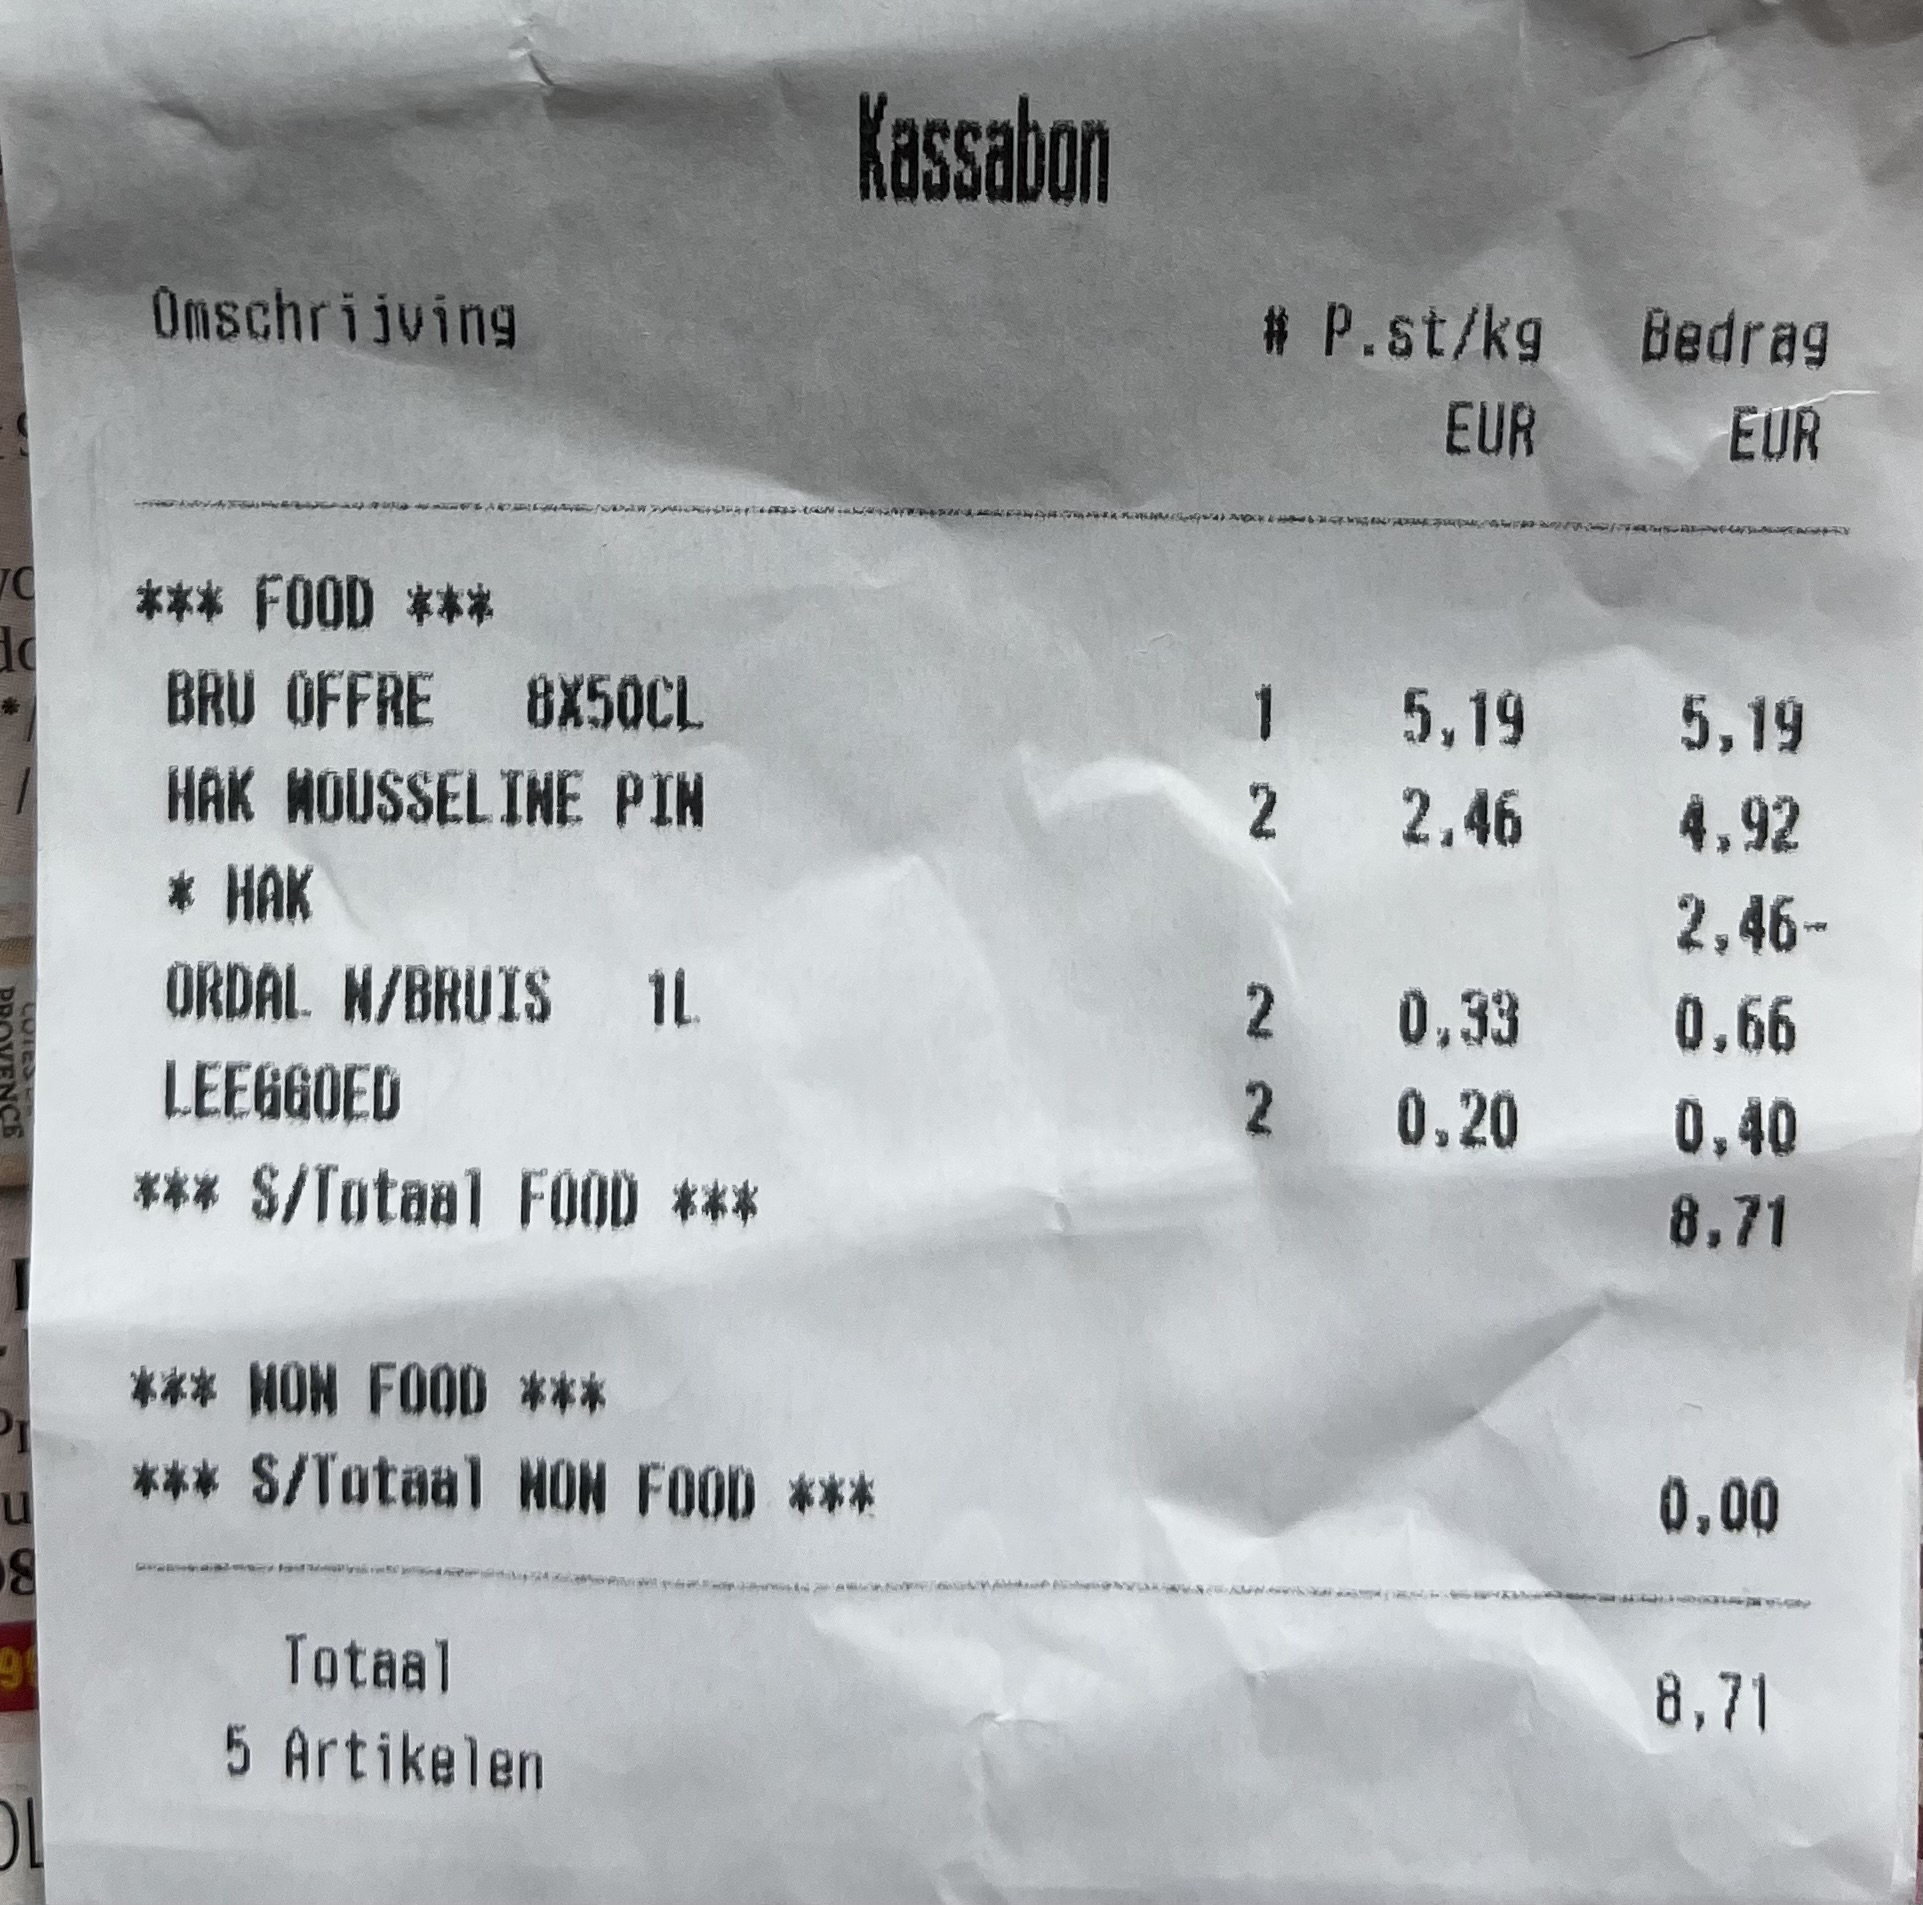 Kassabon
Omschrijving # P.st/kg Bedrag
EUR EUR
*** FOOD ***
BRU OFFRE 8X50CL 1 5,19 5,19
HAK MOUSSELINE PIN 2 2,46 4,92
* HAK 2,46-
ORDAL N/BRUIS 1L 2 0,33 0,66
LEEGGOED 2 0,20 0,40
*** S/Totaal FOOD *** 8,71
*** NON FOOD ***
*** S/Totaal NON FOOD *** 0,00
Totaal 8,71
5 Artikelen
PROVENCE